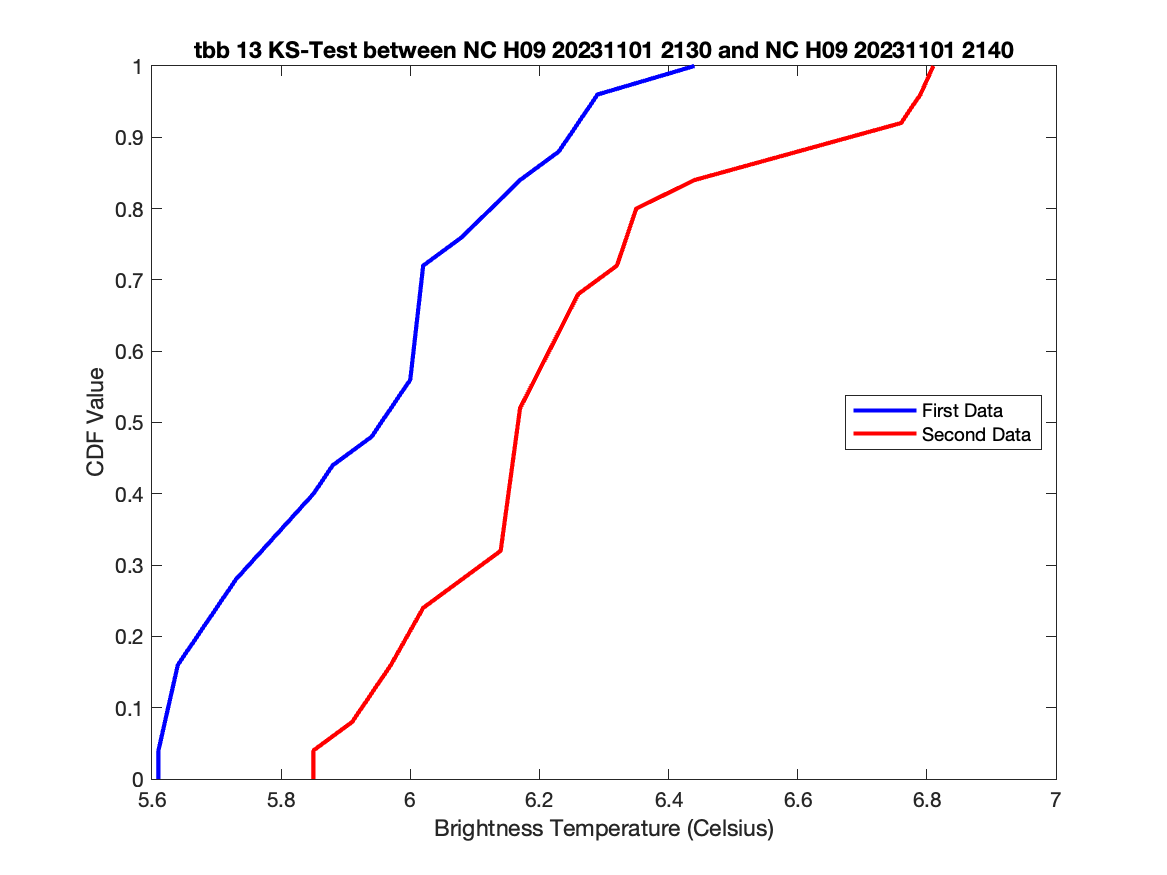 tbb 13 KS-Test between NC H09 20231101 2130 and NC H09 20231101 2140
1
0.9
0.8
0.7
0.6
0.5
0.4
0.3
0.2
0.1
0
CDF Value
First Data
Second Data
5.6 5.8 6 6.2 6.4 6.6 6.8 7
Brightness Temperature (Celsius)